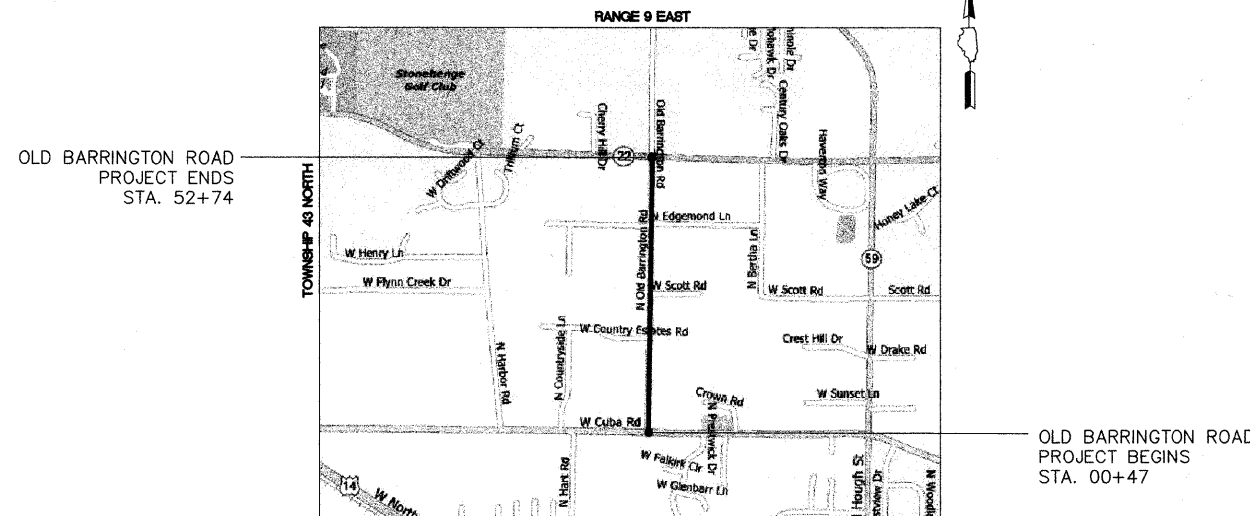 RANGE 9 EAST
TOWNSHIP 43 NORTH
Stonehenge
Golf Club
OLD BARRINGTON ROAD
PROJECT ENDS
STA. 52+74
W Driftwood Ct
Trillium Ct
Cherry Hill Dr
22
Old Barrington Rd
Mohawk Dr
Century Oaks Dr
Haverton Way
Honey Lake Ct
N Edgemond Ln
N Old Barrington Rd
N Bertha Ln
59
W Henry Ln
W Flynn Creek Dr
W Scott Rd
W Scott Rd
Scott Rd
W Country Estates Rd
N Countryside Ln
N Harbor Rd
Crest Hill Dr
W Drake Rd
Crown Rd
W Sunset Ln
W Cuba Rd
N Prestwick Dr
OLD BARRINGTON ROAD
PROJECT BEGINS
STA. 00+47
W Falkirk Cir
W Glenbarr Ln
N Hart Rd
14
W North
Hough St